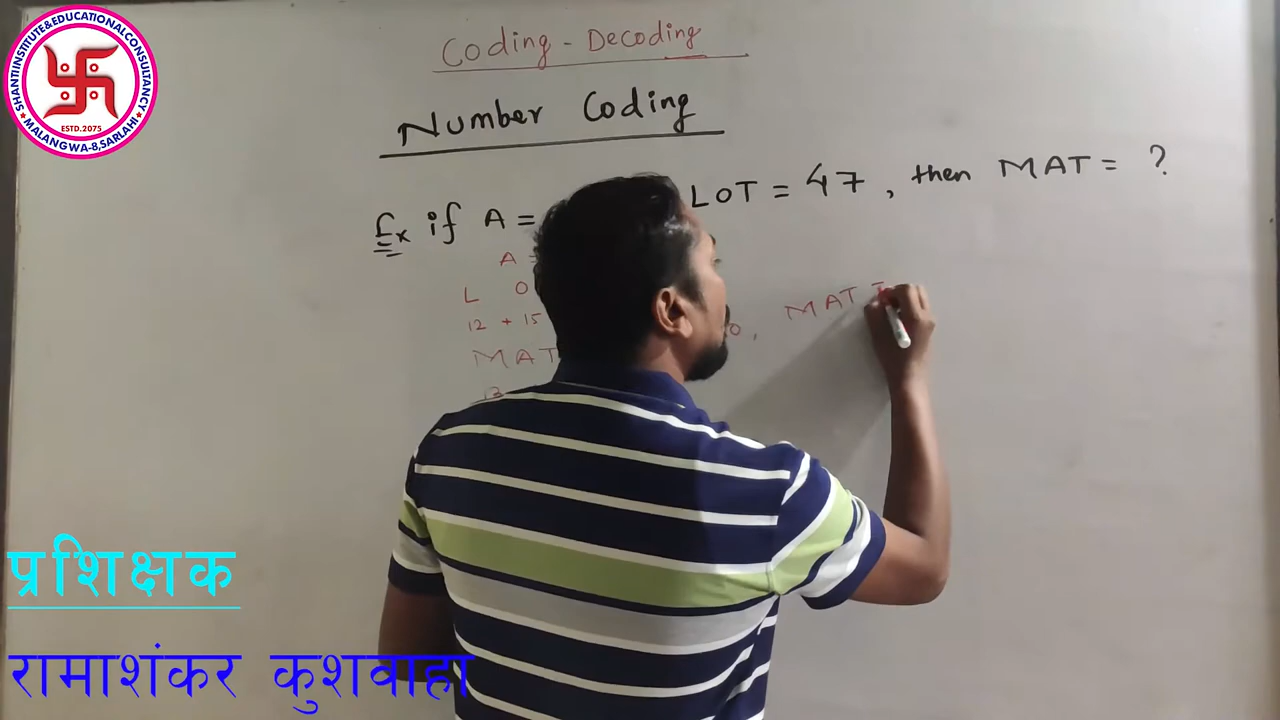 SHANTI INSTITUTE & EDUCATIONAL CONSULTANCY
ESTD. 2075
MALANGWA-8, SARLAHI
Coding - Decoding
Number Coding
Ex if A = LOT = 47, then MAT = ?
A =
L O
12 + 15
MAT
13
MAT =
प्रशिक्षक
रामाशंकर कुशवाहा